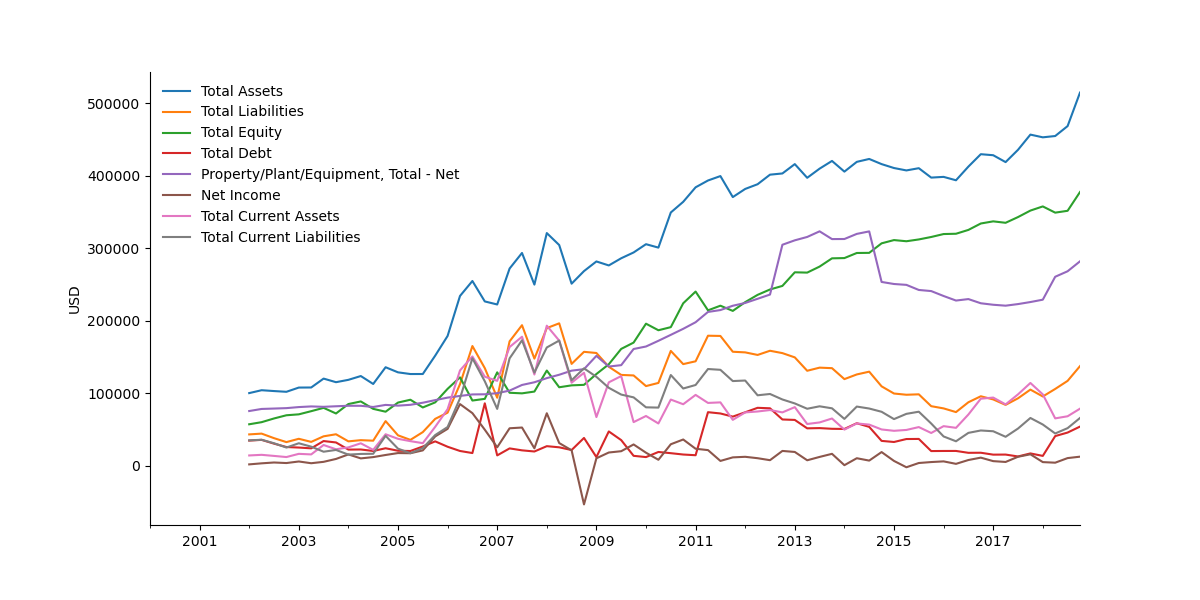 500000
400000
300000
200000
100000
0
USD
Total Assets
Total Liabilities
Total Equity
Total Debt
Property/Plant/Equipment, Total - Net
Net Income
Total Current Assets
Total Current Liabilities
2001 2003 2005 2007 2009 2011 2013 2015 2017